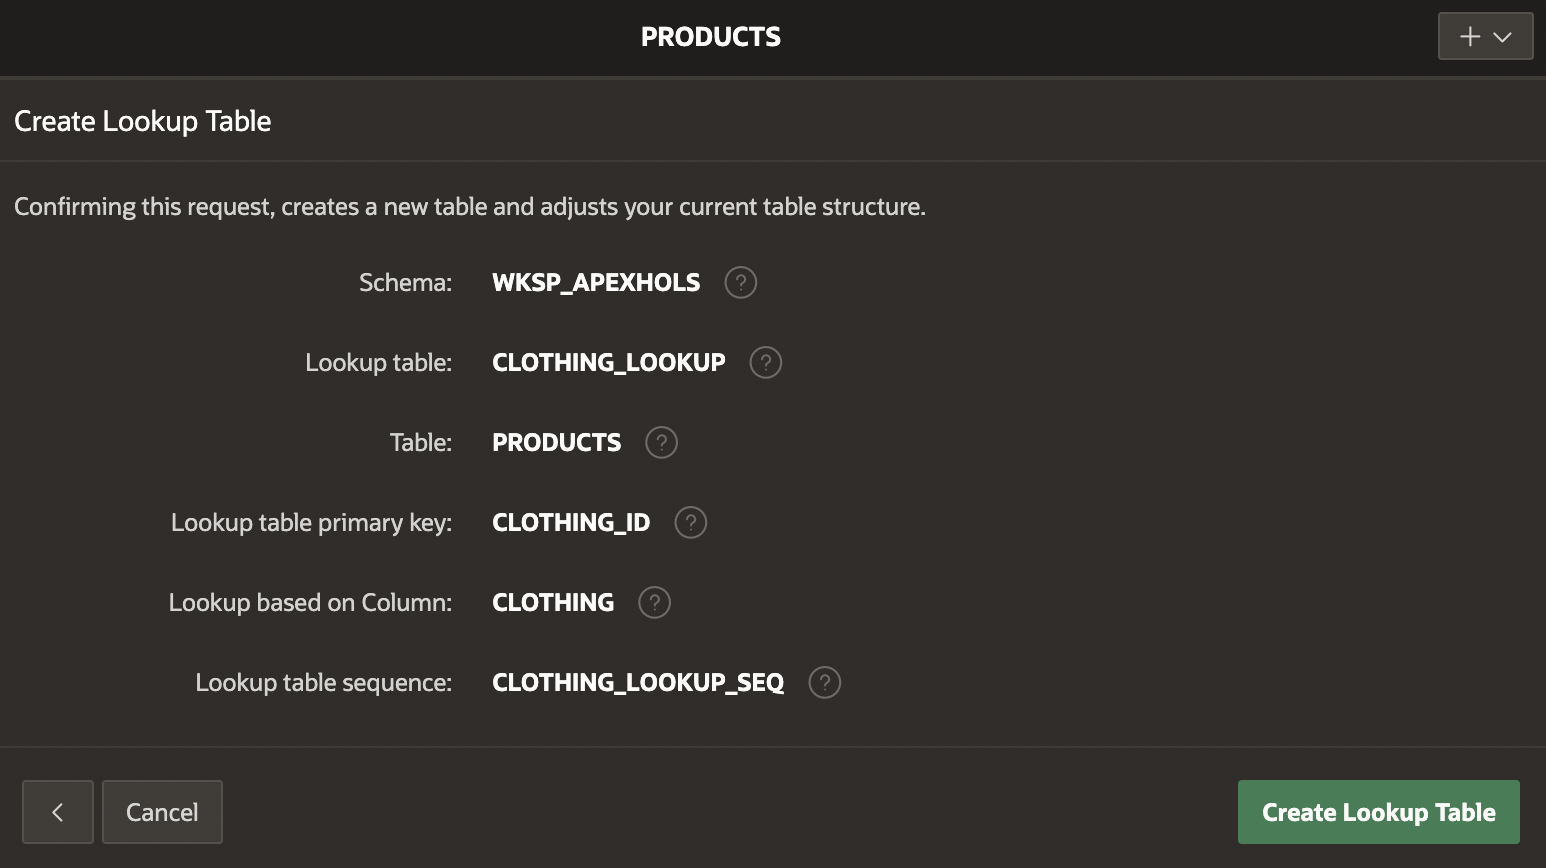 PRODUCTS
Create Lookup Table
Confirming this request, creates a new table and adjusts your current table structure.
Schema: WKSP_APEXHOLS ?
Lookup table: CLOTHING_LOOKUP ?
Table: PRODUCTS ?
Lookup table primary key: CLOTHING_ID ?
Lookup based on Column: CLOTHING ?
Lookup table sequence: CLOTHING_LOOKUP_SEQ ?
Cancel Create Lookup Table